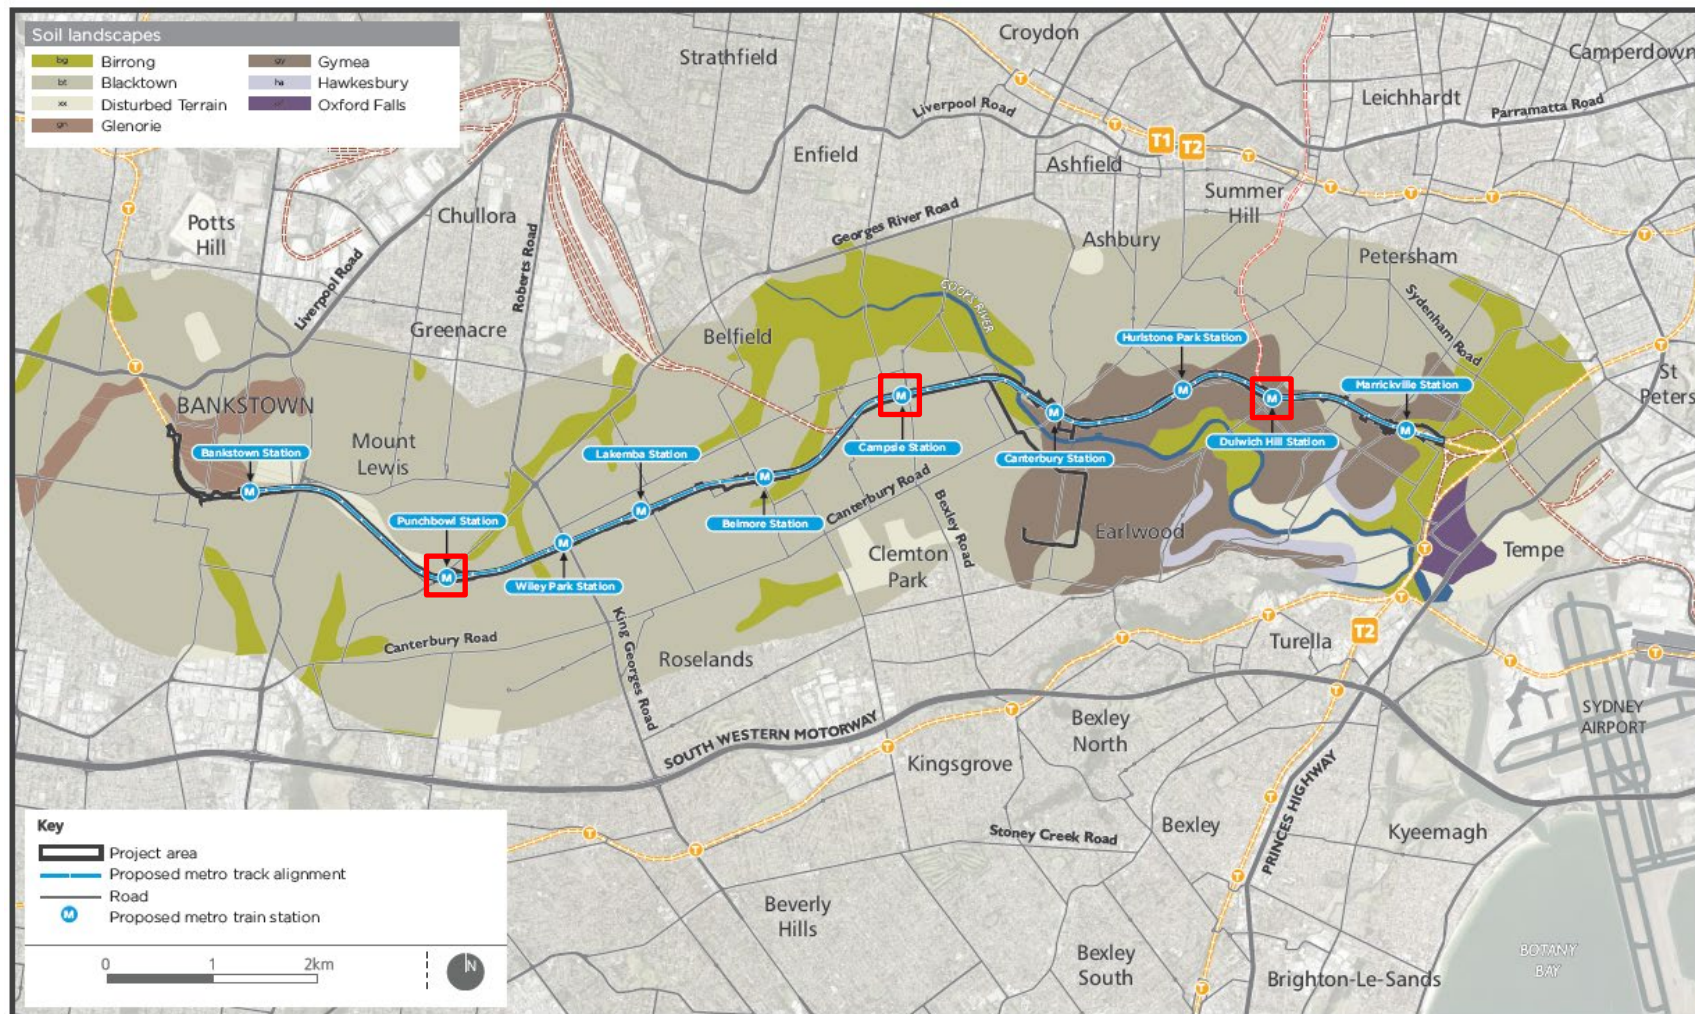 Soil landscapes
bg Birrong
bt Blacktown
xx Disturbed Terrain
gn Glenorie
gy Gymea
ha Hawkesbury
Oxford Falls
Croydon
Camperdown
Strathfield
Leichhardt
Parramatta Road
Liverpool Road
T1
T2
Enfield
Ashfield
Summer
Hill
Potts
Hill
Chullora
Georges River Road
Ashbury
Petersham
Liverpool Road
Roberts Road
COOKS RIVER
Sydenham Road
Greenacre
Belfield
Hurlstone Park Station
St
Peters
Marrickville Station
BANKSTOWN
Mount
Lewis
Bankstown Station
Lakemba Station
Campsie Station
Canterbury Station
Dulwich Hill Station
Punchbowl Station
Belmore Station
Canterbury Road
Bexley Road
Earlwood
Clemton
Park
Tempe
Wiley Park Station
Canterbury Road
King Georges Road
Roselands
T2
Turella
SOUTH WESTERN MOTORWAY
Bexley
North
SYDNEY
AIRPORT
Kingsgrove
PRINCES HIGHWAY
Stoney Creek Road
Bexley
Kyeemagh
Beverly
Hills
Bexley
South
Brighton-Le-Sands
BOTANY
BAY
Key
Project area
Proposed metro track alignment
Road
M Proposed metro train station
0 1 2km
N